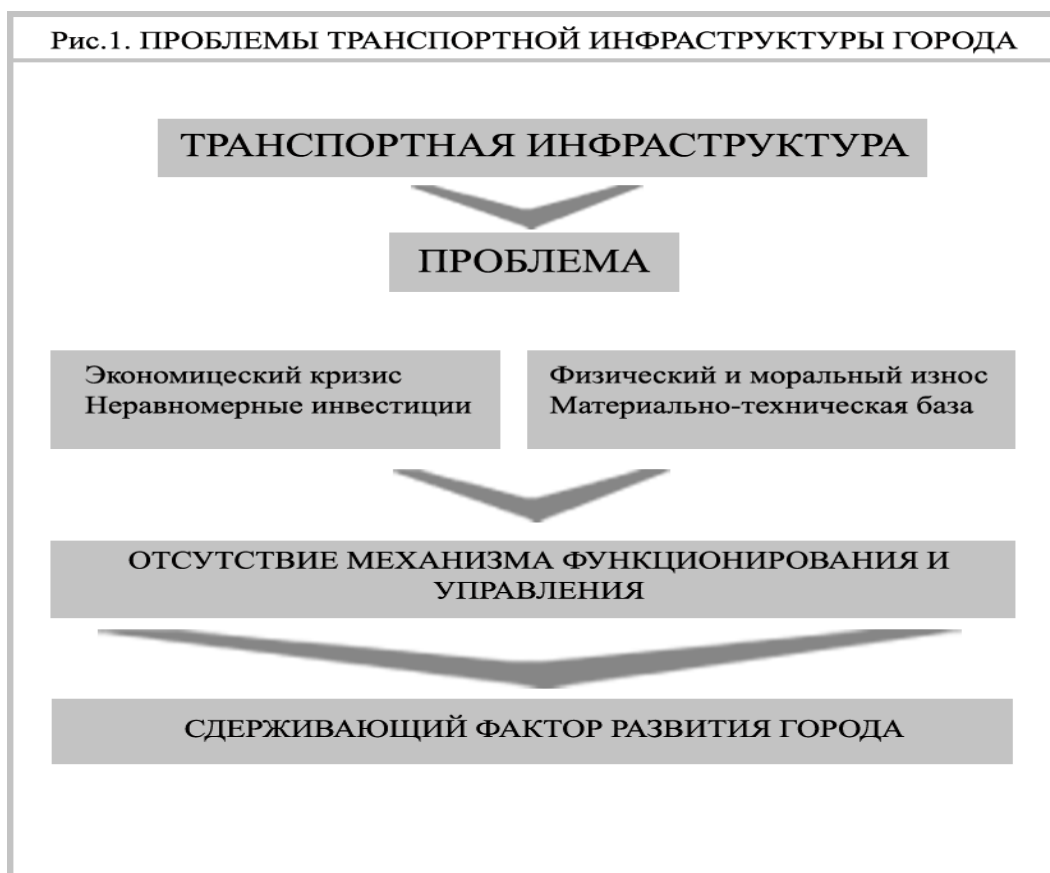 Рис.1. ПРОБЛЕМЫ ТРАНСПОРТНОЙ ИНФРАСТРУКТУРЫ ГОРОДА
ТРАНСПОРТНАЯ ИНФРАСТРУКТУРА
ПРОБЛЕМА
Экономицеский кризис
Неравномерные инвестиции
Физический и моральный износ
Материально-техническая база
ОТСУТСТВИЕ МЕХАНИЗМА ФУНКЦИОНИРОВАНИЯ И
УПРАВЛЕНИЯ
СДЕРЖИВАЮЩИЙ ФАКТОР РАЗВИТИЯ ГОРОДА